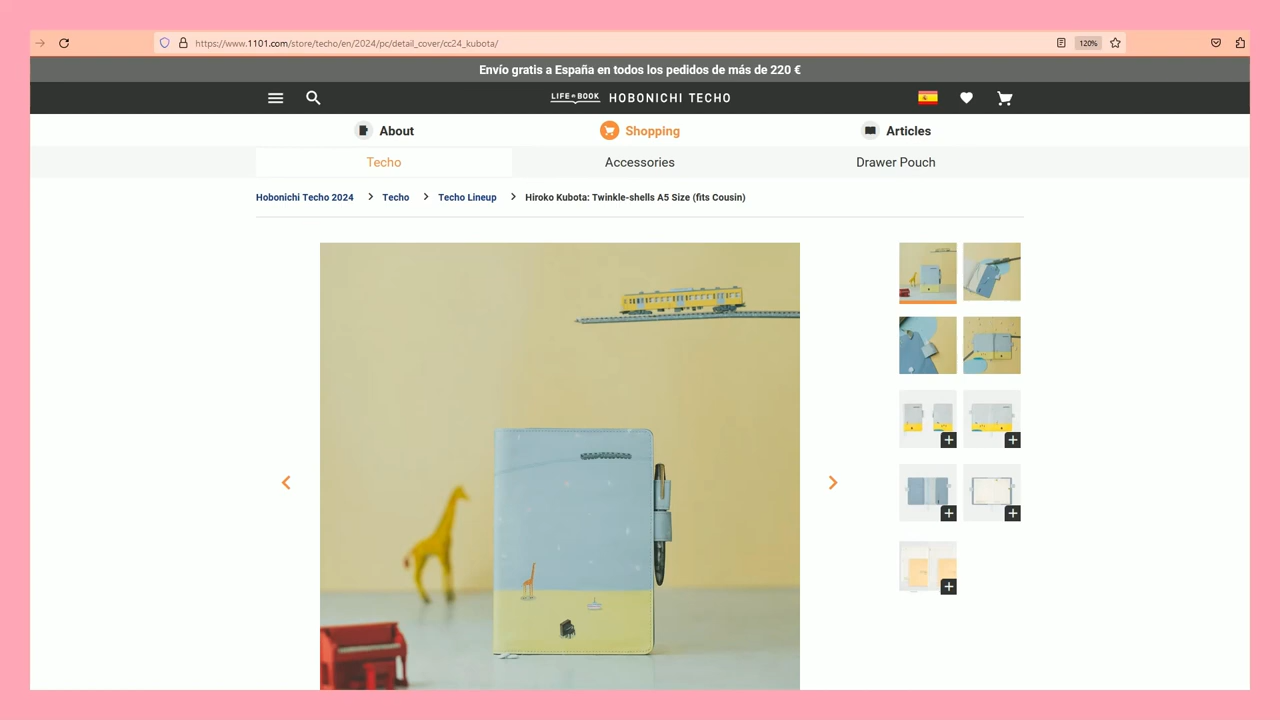 https://www.1101.com/store/techo/en/2024/pc/detail_cover/cc24_kubota/
120%
Envío gratis a España en todos los pedidos de más de 220 €
LIFE BOOK HOBONICHI TECHO
About
Shopping
Articles
Techo
Accessories
Drawer Pouch
Hobonichi Techo 2024 > Techo > Techo Lineup > Hiroko Kubota: Twinkle-shells A5 Size (fits Cousin)